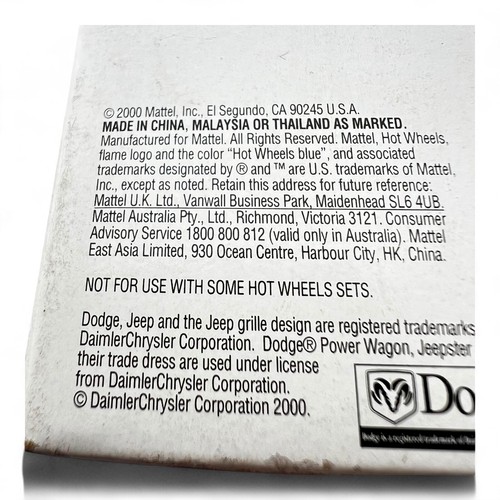 © 2000 Mattel, Inc., El Segundo, CA 90245 U.S.A.
MADE IN CHINA, MALAYSIA OR THAILAND AS MARKED.
Manufactured for Mattel. All Rights Reserved. Mattel, Hot Wheels,
flame logo and the color “Hot Wheels blue”, and associated
trademarks designated by ® and ™ are U.S. trademarks of Mattel,
Inc., except as noted. Retain this address for future reference:
Mattel U.K. Ltd., Vanwall Business Park, Maidenhead SL6 4UB.
Mattel Australia Pty., Ltd., Richmond, Victoria 3121. Consumer
Advisory Service 1800 800 812 (valid only in Australia). Mattel
East Asia Limited, 930 Ocean Centre, Harbour City, HK, China.
NOT FOR USE WITH SOME HOT WHEELS SETS.
Dodge, Jeep and the Jeep grille design are registered trademarks
DaimlerChrysler Corporation. Dodge® Power Wagon, Jeepster
their trade dress are used under license
from DaimlerChrysler Corporation.
© DaimlerChrysler Corporation 2000.
Do
Dodge is a registered trademark of